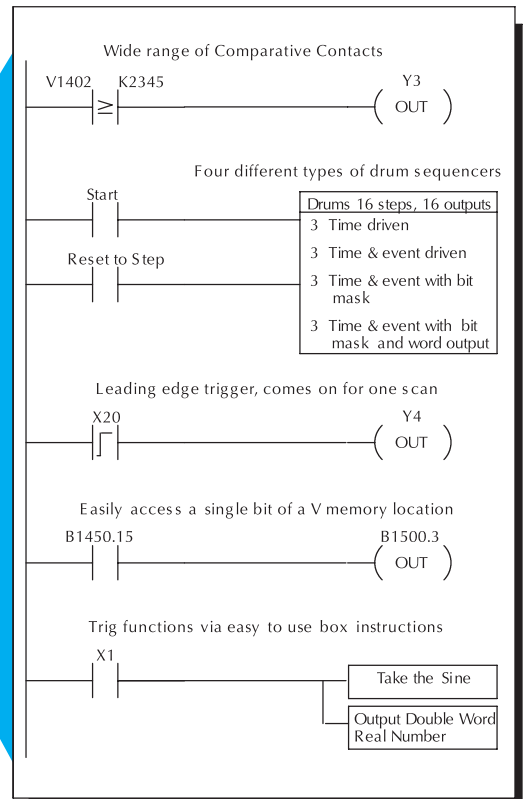 Wide range of Comparative Contacts
V1402 K2345 Y3
≥ OUT
Four different types of drum sequencers
Start
Drums 16 steps, 16 outputs
3 Time driven
3 Time & event driven
Reset to Step
3 Time & event with bit
mask
3 Time & event with bit
mask and word output
Leading edge trigger, comes on for one scan
X20 Y4
OUT
Easily access a single bit of a V memory location
B1450.15 B1500.3
OUT
Trig functions via easy to use box instructions
X1
Take the Sine
Output Double Word
Real Number